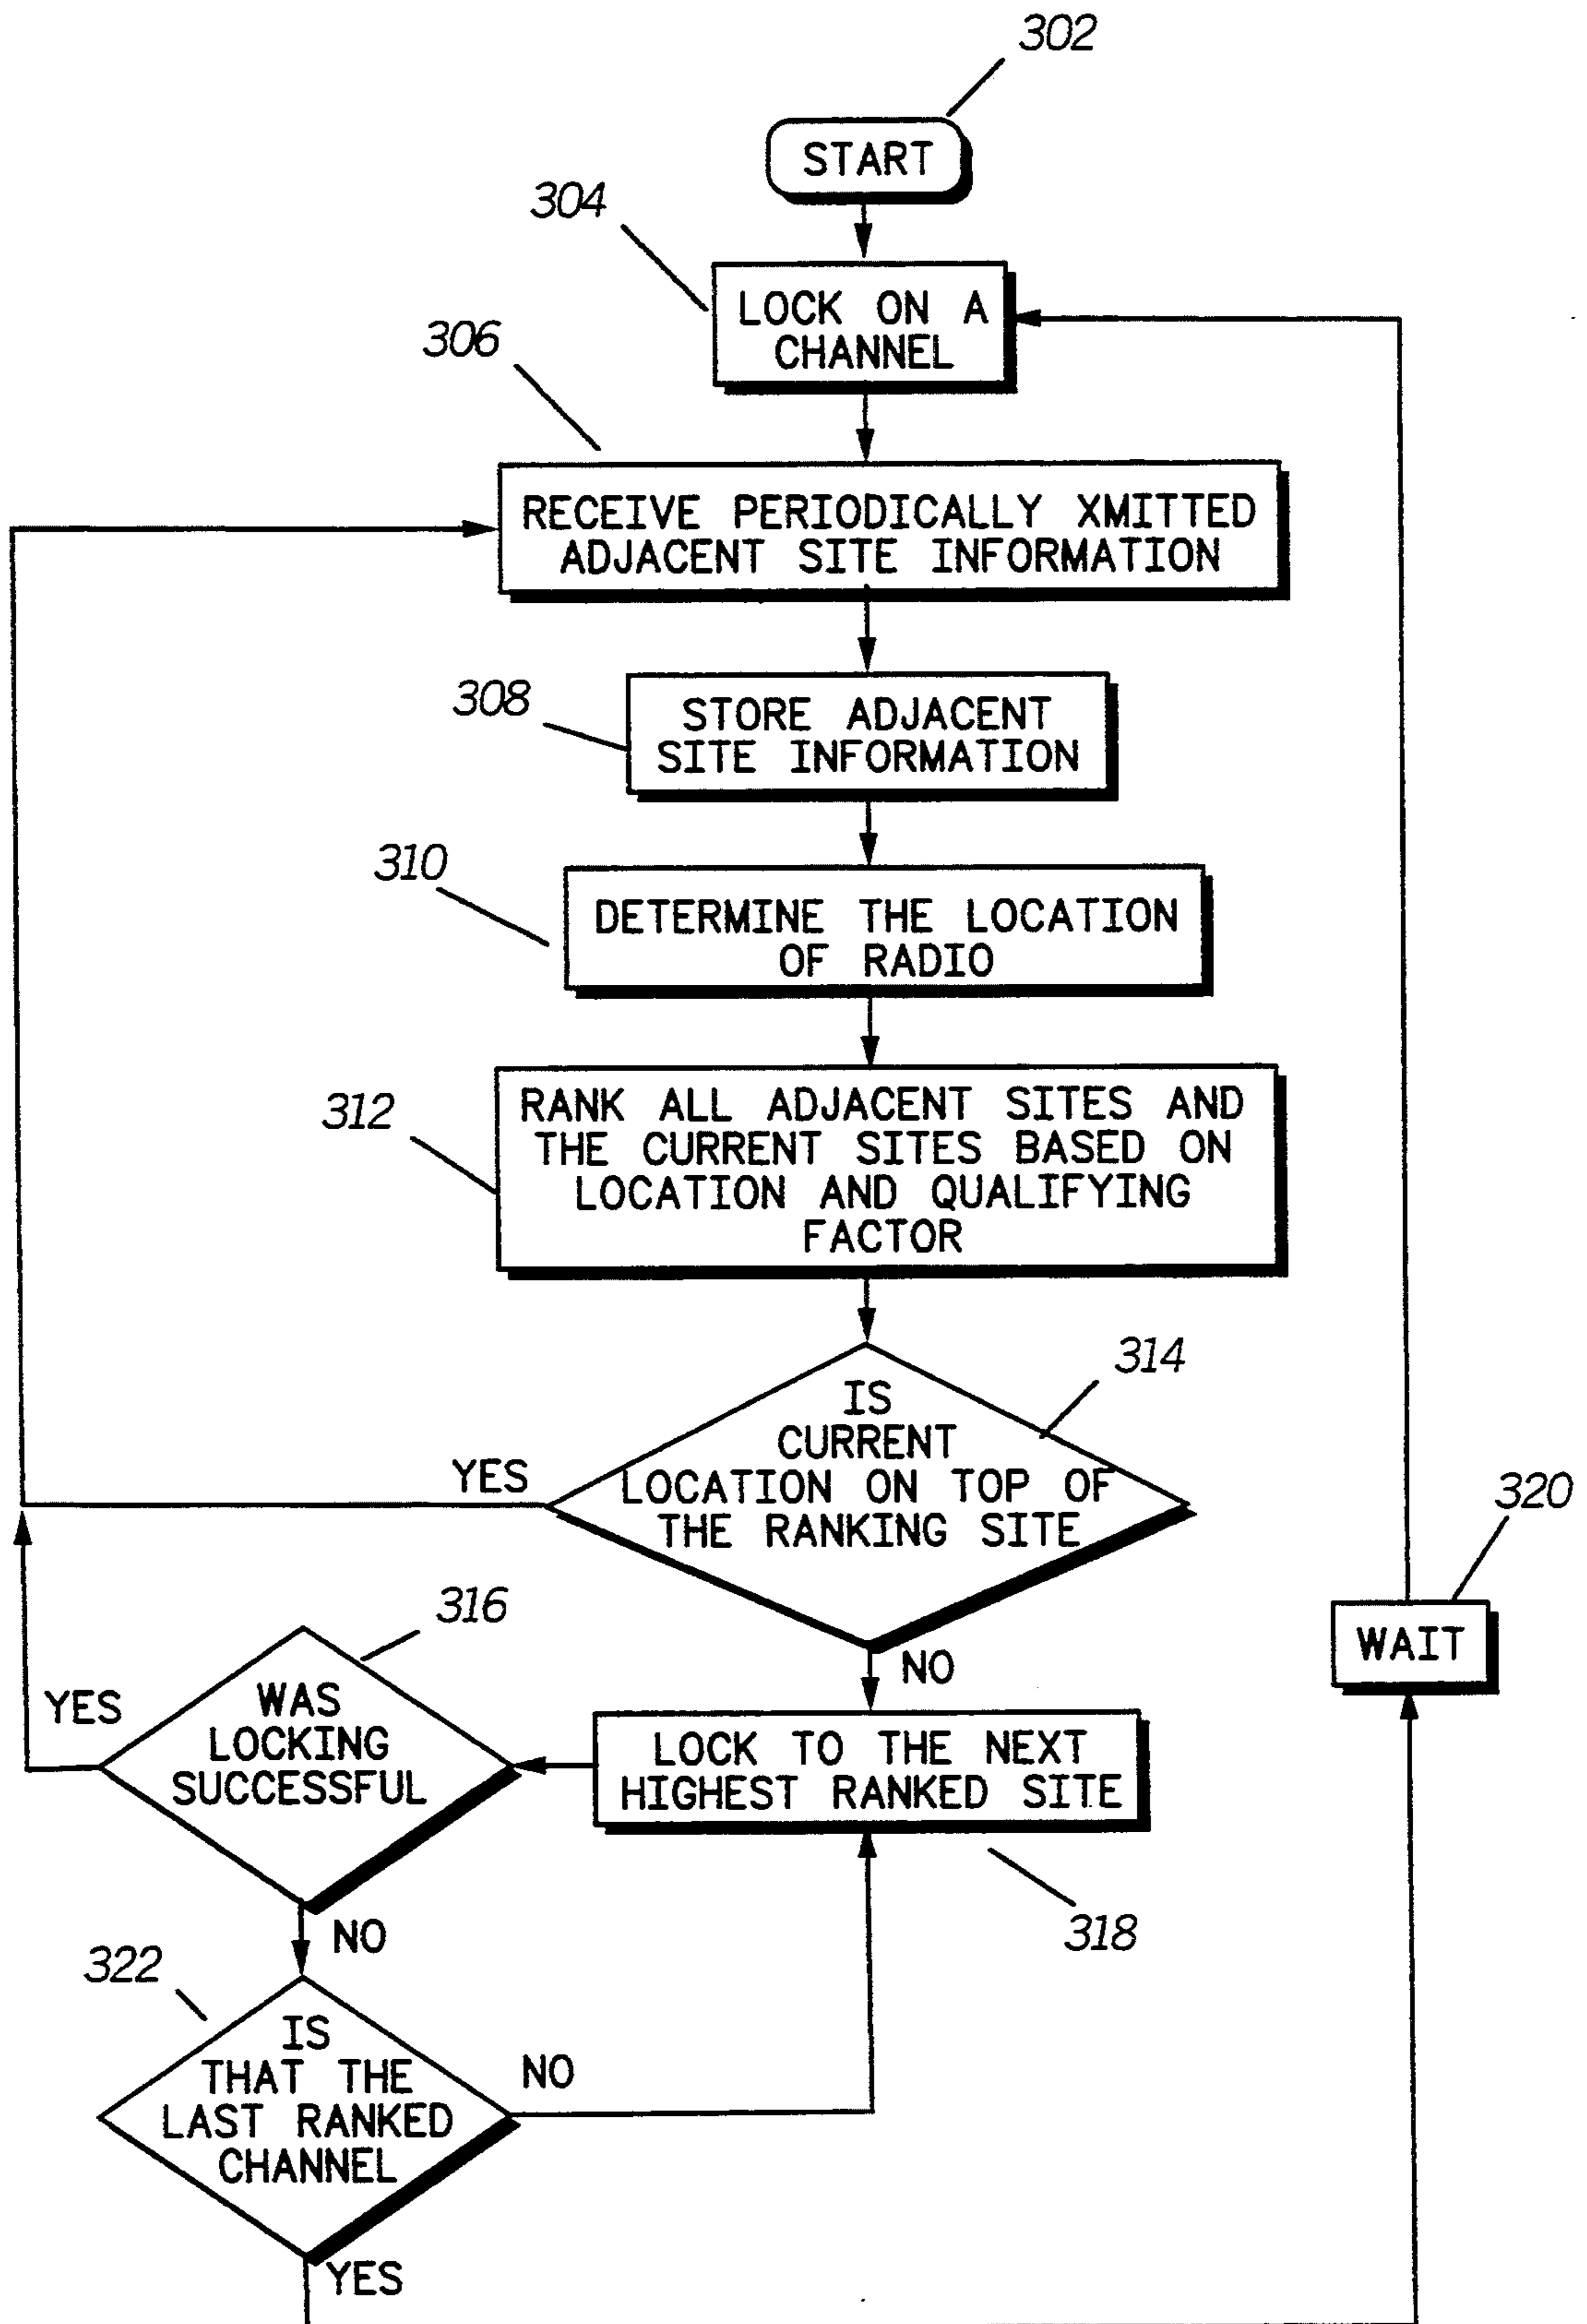 302
START
304
LOCK ON A
CHANNEL
306
RECEIVE PERIODICALLY XMITTED
ADJACENT SITE INFORMATION
308
STORE ADJACENT
SITE INFORMATION
310
DETERMINE THE LOCATION
OF RADIO
312
RANK ALL ADJACENT SITES AND
THE CURRENT SITES BASED ON
LOCATION AND QUALIFYING
FACTOR
314
IS
CURRENT
LOCATION ON TOP OF
THE RANKING SITE
YES
NO
320
WAIT
316
WAS
LOCKING
SUCCESSFUL
YES
NO
LOCK TO THE NEXT
HIGHEST RANKED SITE
318
322
IS
THAT THE
LAST RANKED
CHANNEL
NO
YES